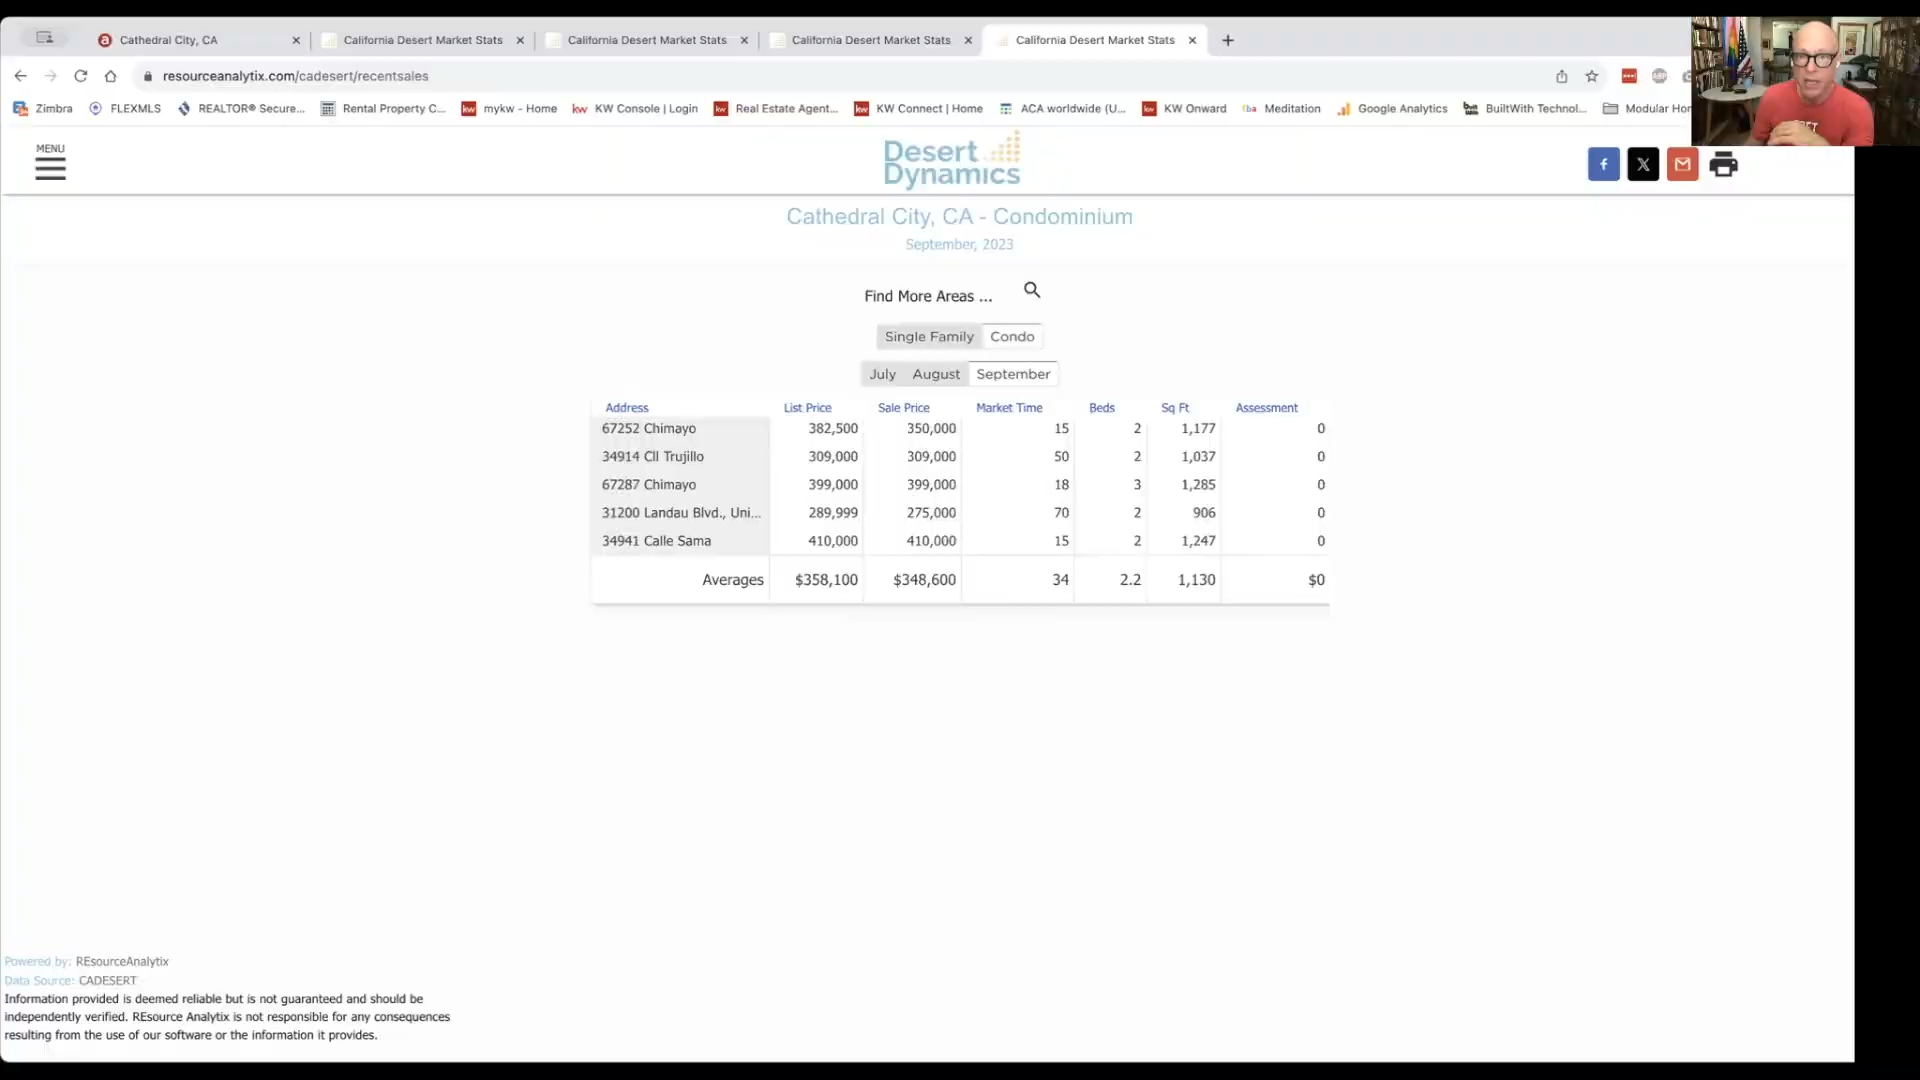 Cathedral City, CA
California Desert Market Stats
California Desert Market Stats
California Desert Market Stats
California Desert Market Stats
resourceanalytix.com/cadesert/recentsales
Zimbra
FLEXMLS
REALTOR® Secure...
Rental Property C...
kw mykw - Home
kw KW Console | Login
kw Real Estate Agent...
kw KW Connect | Home
ACA worldwide (U...
kw KW Onward
ba Meditation
Google Analytics
BuiltWith Technol...
Modular Hor
MENU
Desert
Dynamics
Cathedral City, CA - Condominium
September, 2023
Find More Areas ...
Single Family Condo
July August September
Address List Price Sale Price Market Time Beds Sq Ft Assessment
67252 Chimayo 382,500 350,000 15 2 1,177 0
34914 Cll Trujillo 309,000 309,000 50 2 1,037 0
67287 Chimayo 399,000 399,000 18 3 1,285 0
31200 Landau Blvd., Uni... 289,999 275,000 70 2 906 0
34941 Calle Sama 410,000 410,000 15 2 1,247 0
Averages $358,100 $348,600 34 2.2 1,130 $0
Powered by: REsourceAnalytix
Data Source: CADESERT
Information provided is deemed reliable but is not guaranteed and should be
independently verified. REsource Analytix is not responsible for any consequences
resulting from the use of our software or the information it provides.